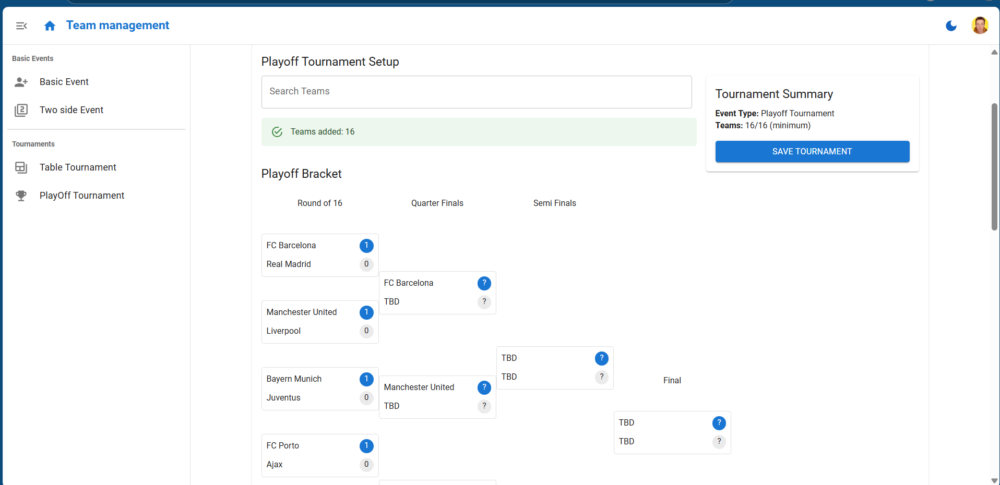 Team management
Basic Events
Basic Event
2
Two side Event
Tournaments
Table Tournament
PlayOff Tournament
Playoff Tournament Setup
Search Teams
Teams added: 16
Tournament Summary
Event Type: Playoff Tournament
Teams: 16/16 (minimum)
SAVE TOURNAMENT
Playoff Bracket
Round of 16
Quarter Finals
Semi Finals
FC Barcelona 1
Real Madrid 0
FC Barcelona ?
TBD ?
Manchester United 1
Liverpool 0
TBD ?
TBD ?
Bayern Munich 1
Juventus 0
Manchester United ?
TBD ?
Final
TBD ?
TBD ?
FC Porto 1
Ajax 0